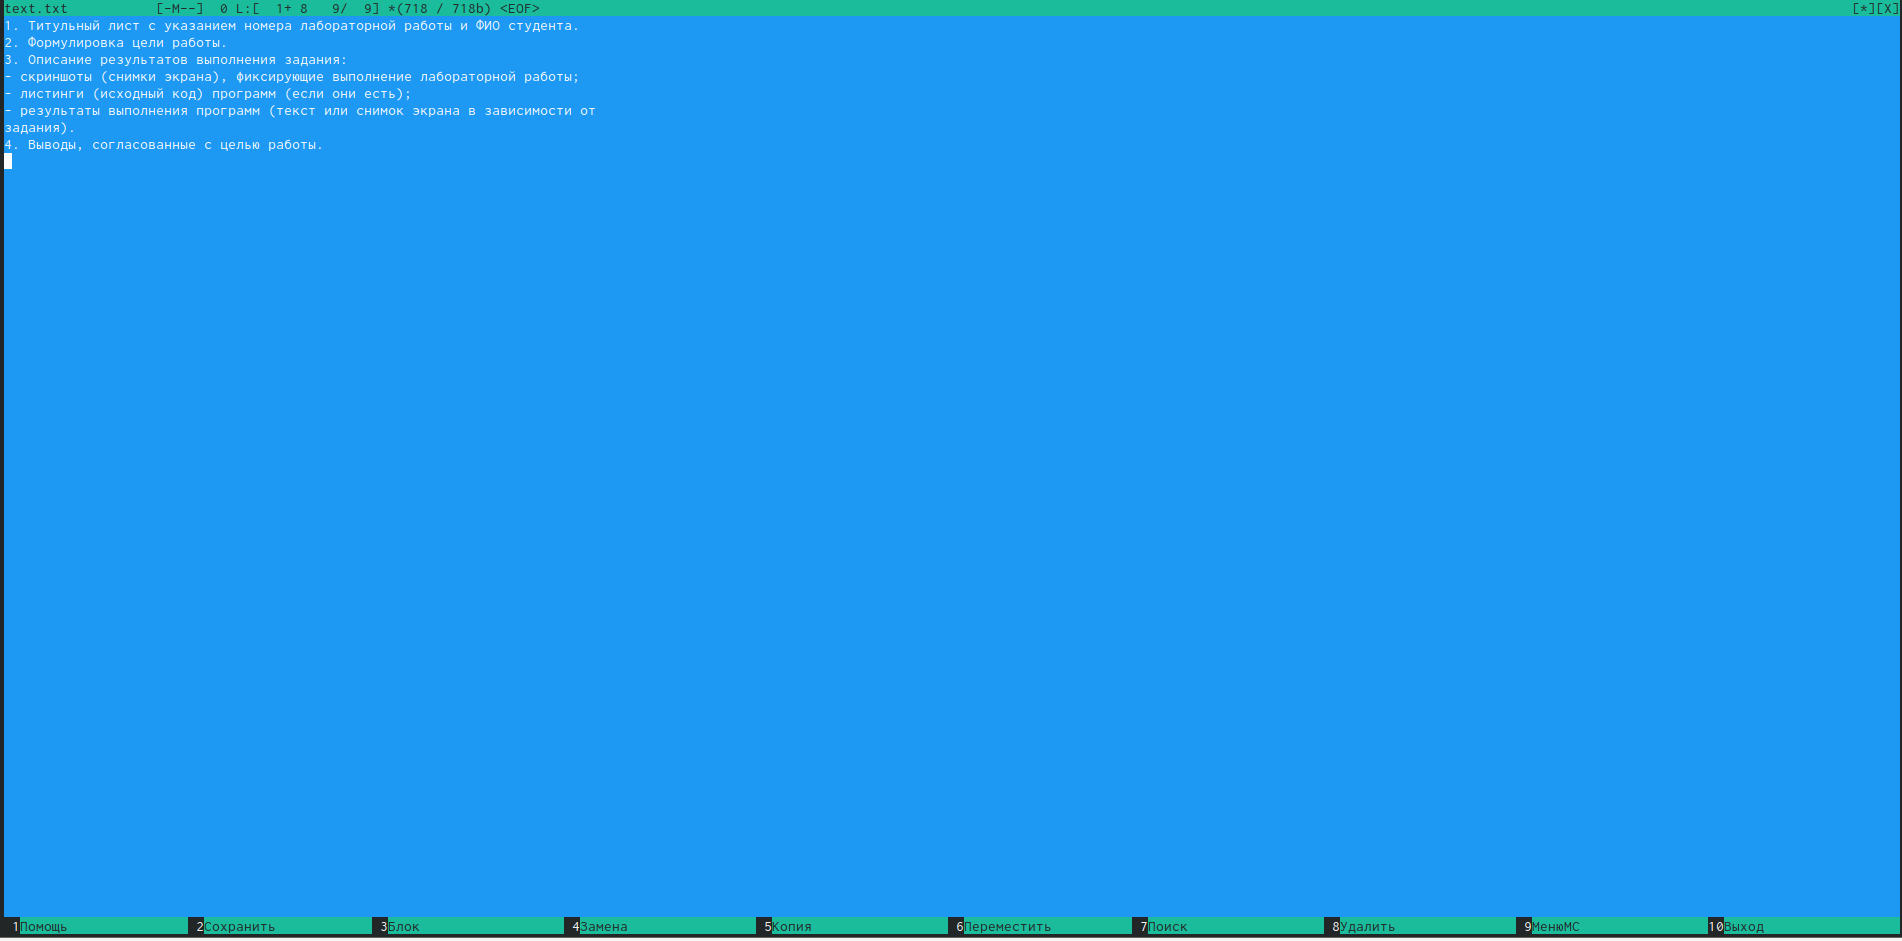 text.txt [-M--] 0 L:[ 1+ 8 9/ 9] *(718 / 718b) <EOF> [*][X]
1. Титульный лист с указанием номера лабораторной работы и ФИО студента.
2. Формулировка цели работы.
3. Описание результатов выполнения задания:
- скриншоты (снимки экрана), фиксирующие выполнение лабораторной работы;
- листинги (исходный код) программ (если они есть);
- результаты выполнения программ (текст или снимок экрана в зависимости от
задания).
4. Выводы, согласованные с целью работы.
1Помощь 2Сохранить 3Блок 4Замена 5Копия 6Переместить 7Поиск 8Удалить 9МенюMC 10Выход